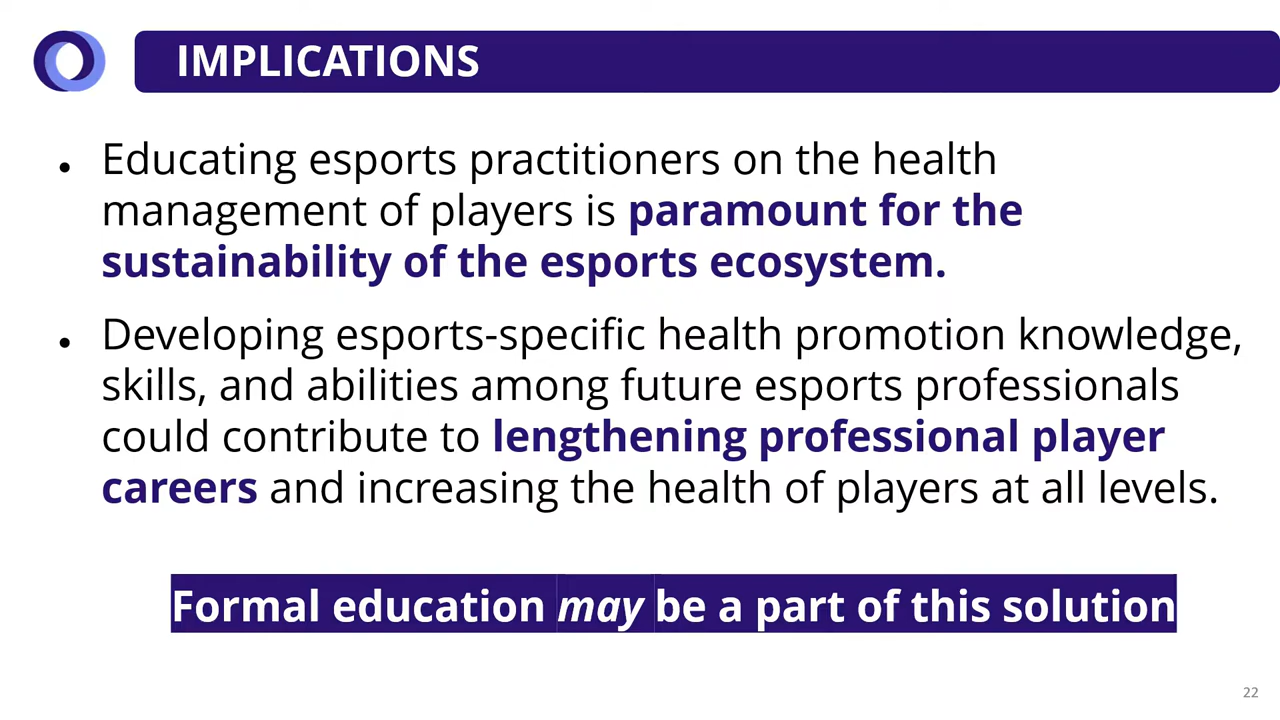 IMPLICATIONS
• Educating esports practitioners on the health
management of players is paramount for the
sustainability of the esports ecosystem.
• Developing esports-specific health promotion knowledge,
skills, and abilities among future esports professionals
could contribute to lengthening professional player
careers and increasing the health of players at all levels.
Formal education may be a part of this solution
22